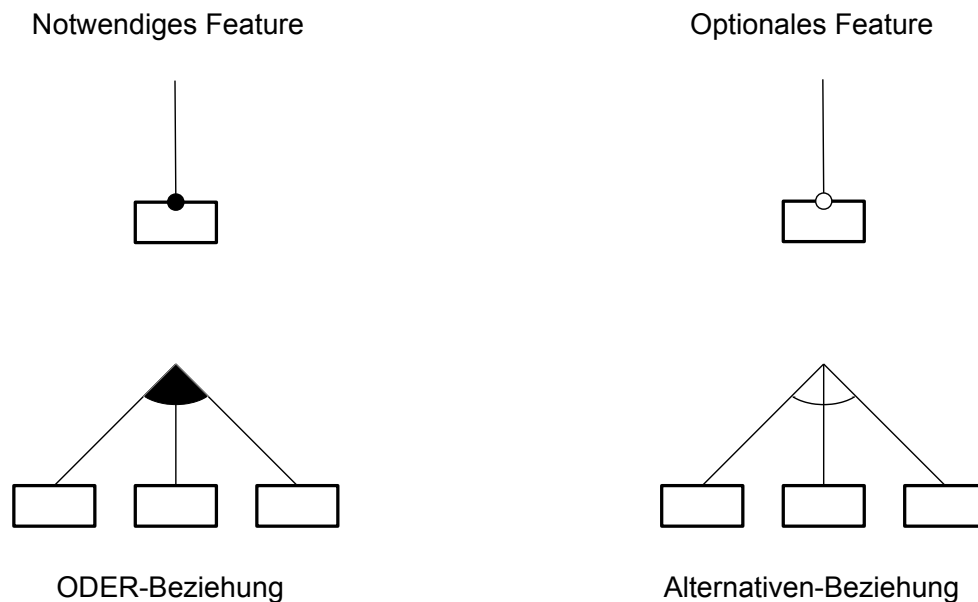 Notwendiges Feature
Optionales Feature
ODER-Beziehung
Alternativen-Beziehung